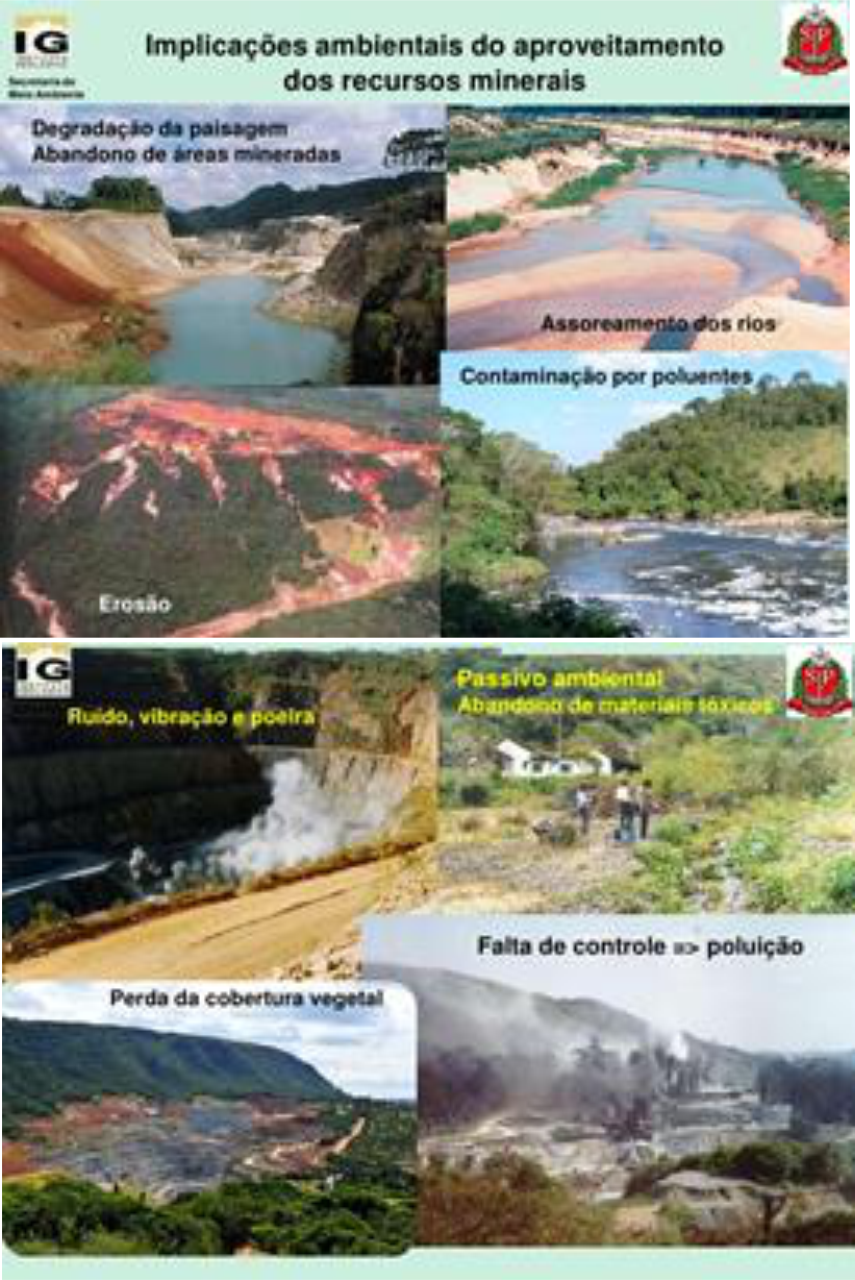 IG
Secretaria do
Meio Ambiente
Implicações ambientais do aproveitamento
dos recursos minerais
SP
Degradação da paisagem
Abandono de áreas mineradas
Assoreamento dos rios
Contaminação por poluentes
Erosão
IG
Ruído, vibração e poeira
Passivo ambiental
Abandono de materiais tóxicos
SP
Falta de controle => poluição
Perda da cobertura vegetal